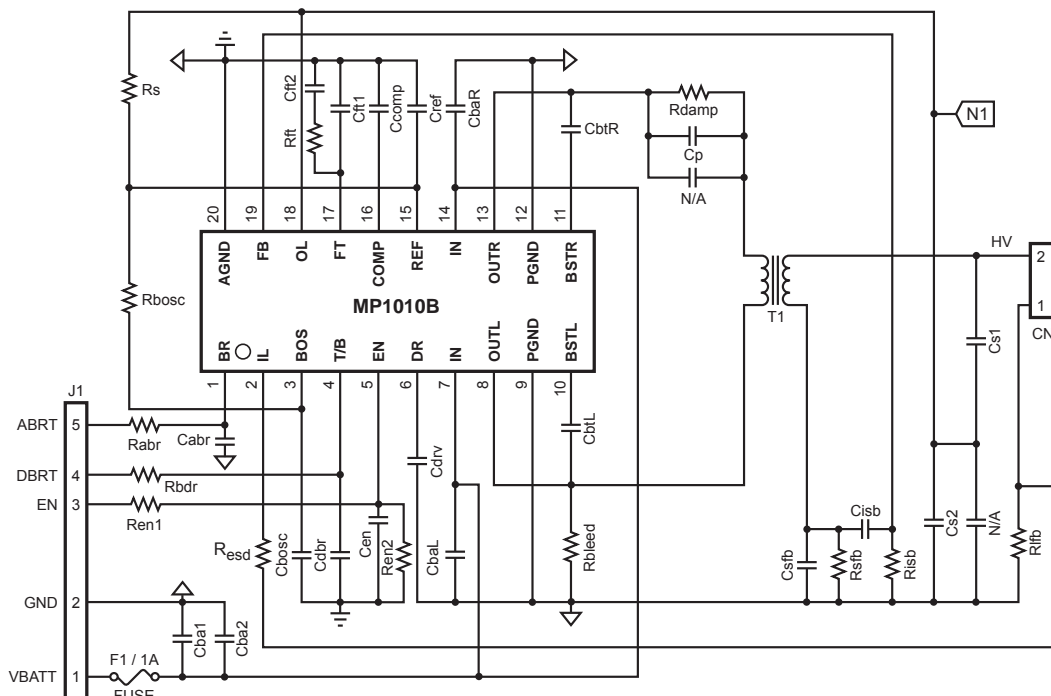 Rs
Cft2
Rft
Cft1
Ccomp
Cref
CbaR
CbtR
Rdamp
Cp
N/A
N1
20
19
18
17
16
15
14
13
12
11
AGND
FB
OL
FT
COMP
REF
IN
OUTR
PGND
BSTR
MP1010B
BR
IL
BOS
T/B
EN
DR
IN
OUTL
PGND
BSTL
1
2
3
4
5
6
7
8
9
10
Rbosc
T1
HV
2
1
CN
Cs1
J1
ABRT 5
Rabr
Cabr
DBRT 4
Rbdr
EN 3
Ren1
Resd
Cbosc
Cdbr
Cen
Ren2
Cdrv
CbaL
CbtL
Rbleed
Csfb
Rsfb
Cisb
Risb
Cs2
N/A
Rlfb
GND 2
Cba1
Cba2
F1 / 1A
FUSE
VBATT 1